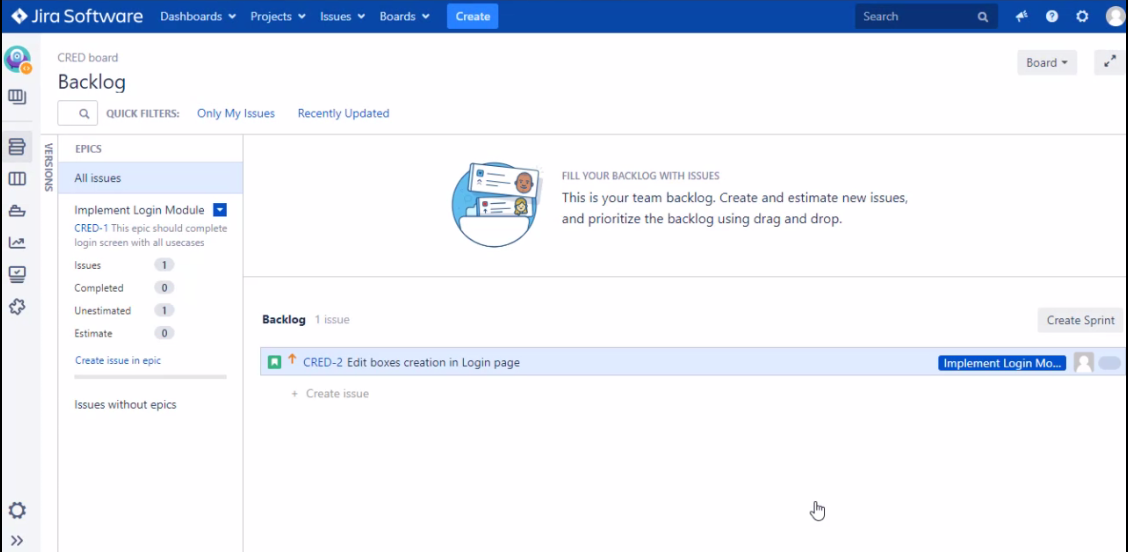 Jira Software Dashboards Projects Issues Boards Create Search
CRED board
Backlog
Board
QUICK FILTERS: Only My Issues Recently Updated
VERSIONS
EPICS
All issues
Implement Login Module
CRED-1 This epic should complete
login screen with all usecases
Issues 1
Completed 0
Unestimated 1
Estimate 0
Create issue in epic
Issues without epics
FILL YOUR BACKLOG WITH ISSUES
This is your team backlog. Create and estimate new issues,
and prioritize the backlog using drag and drop.
Backlog 1 issue
Create Sprint
CRED-2 Edit boxes creation in Login page Implement Login Mo...
+ Create issue